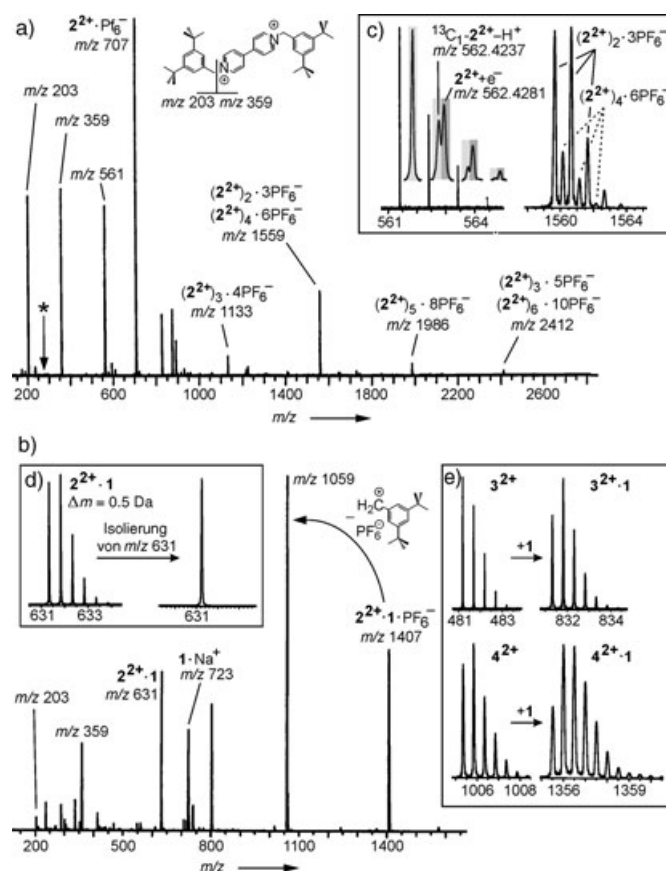 a)
2²⁺·Pf₆⁻
m/z 707
m/z 203
m/z 359
m/z 561
N
⊕
N
⊕
m/z 203 m/z 359
(2²⁺)₂·3PF₆⁻
(2²⁺)₄·6PF₆⁻
m/z 1559
(2²⁺)₃·4PF₆⁻
m/z 1133
(2²⁺)₅·8PF₆⁻
m/z 1986
(2²⁺)₃·5PF₆⁻
(2²⁺)₆·10PF₆⁻
m/z 2412
*
200 600 1000 1400 1800 2200 2600
m/z
c)
¹³C₁-2²⁺–H⁺
m/z 562.4237
2²⁺+e⁻
m/z 562.4281
(2²⁺)₂·3PF₆⁻
(2²⁺)₄·6PF₆⁻
561 564
1560 1564
b)
d)
2²⁺·1
Δm = 0.5 Da
Isolierung
von m/z 631
631 633
631
m/z 1059
⊕
H₂C
–
PF₆⁻
2²⁺·1·PF₆⁻
m/z 1407
2²⁺·1
m/z 631
1·Na⁺
m/z 723
m/z 203
m/z 359
200 600 1000 1400
m/z
e)
3²⁺
3²⁺·1
+1
481 483
832 834
4²⁺
4²⁺·1
+1
1006 1008
1356 1359